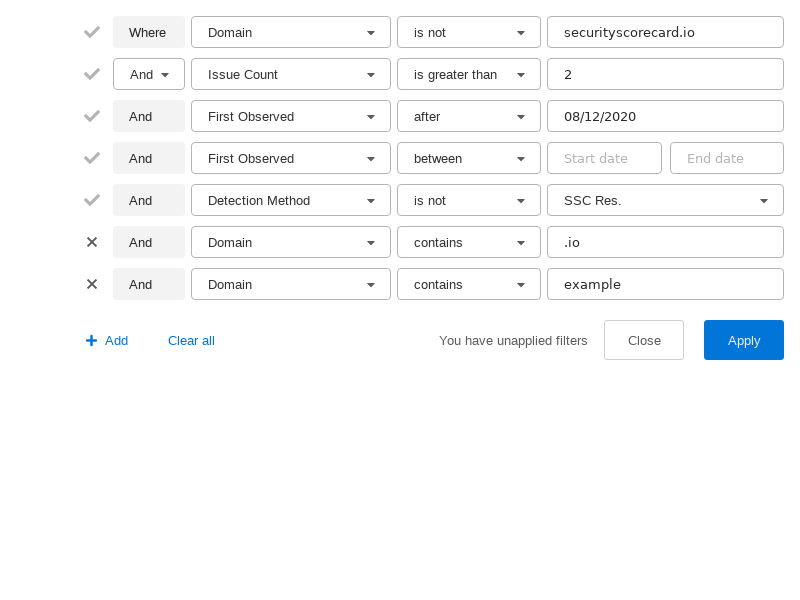 Where Domain is not securityscorecard.io
And Issue Count is greater than 2
And First Observed after 08/12/2020
And First Observed between Start date End date
And Detection Method is not SSC Res.
And Domain contains .io
And Domain contains example
Add Clear all You have unapplied filters Close Apply